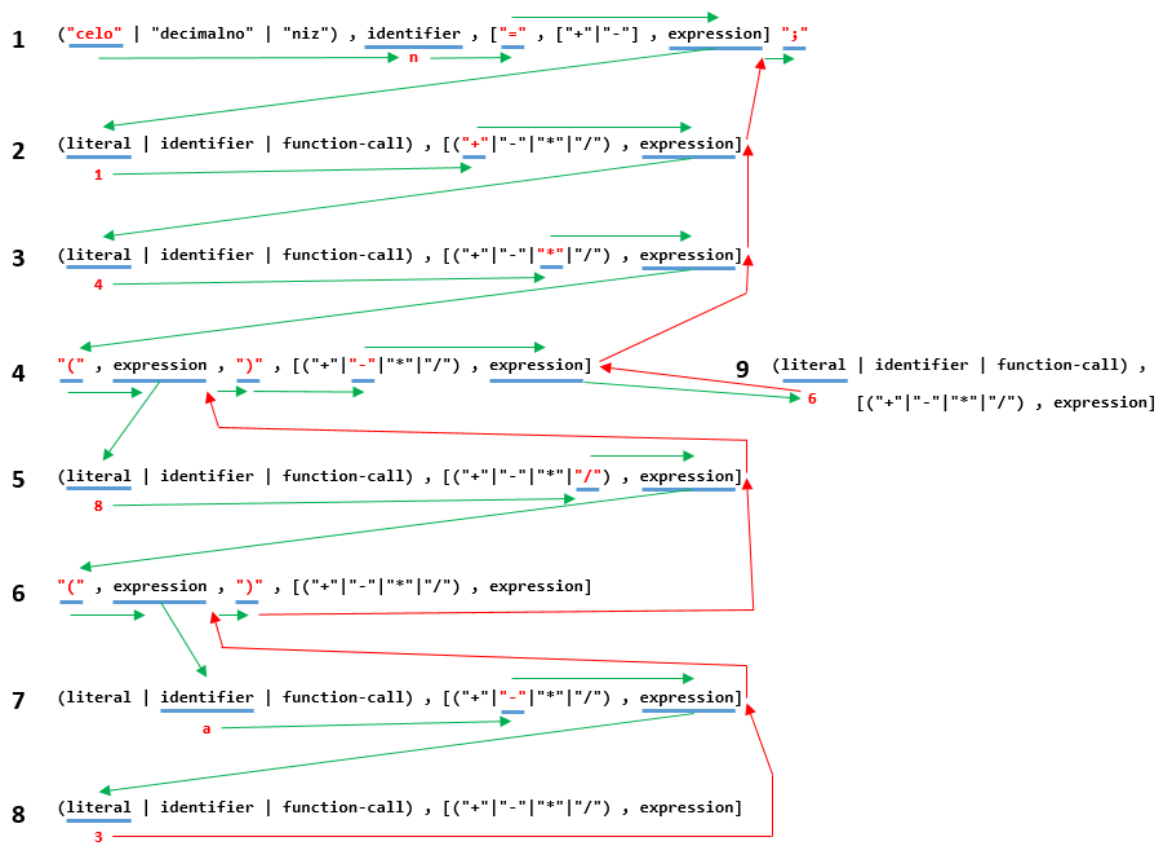 1 ("celo" | "decimalno" | "niz") , identifier , ["=" , ["+"|"-"] , expression] ";"
n
2 (literal | identifier | function-call) , [("+"|"-"|"*"|"/") , expression]
1
3 (literal | identifier | function-call) , [("+"|"-"|"*"|"/") , expression]
4
4 "(" , expression , ")" , [("+"|"-"|"*"|"/") , expression]
9 (literal | identifier | function-call) ,
6
[("+"|"-"|"*"|"/") , expression]
5 (literal | identifier | function-call) , [("+"|"-"|"*"|"/") , expression]
8
6 "(" , expression , ")" , [("+"|"-"|"*"|"/") , expression]
7 (literal | identifier | function-call) , [("+"|"-"|"*"|"/") , expression]
a
8 (literal | identifier | function-call) , [("+"|"-"|"*"|"/") , expression]
3